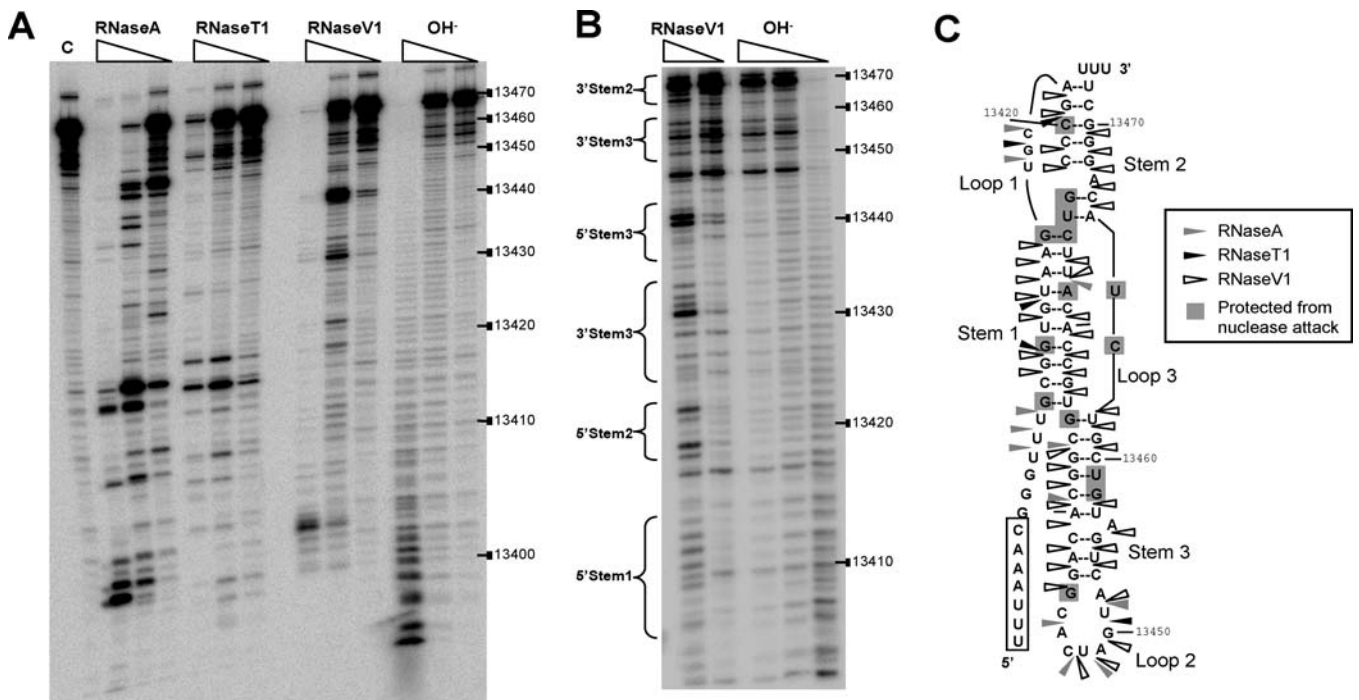 A
C
RNaseA
RNaseT1
RNaseV1
OH-
13470
13460
13450
13440
13430
13420
13410
13400
B
RNaseV1
OH-
3'Stem2
3'Stem3
5'Stem3
3'Stem3
5'Stem2
5'Stem1
13470
13460
13450
13440
13430
13420
13410
C
UUU 3'
13420
13470
Stem 2
Loop 1
Stem 1
Loop 3
13460
Stem 3
13450
Loop 2
CAAAUUU
5'
RNaseA
RNaseT1
RNaseV1
Protected from
nuclease attack